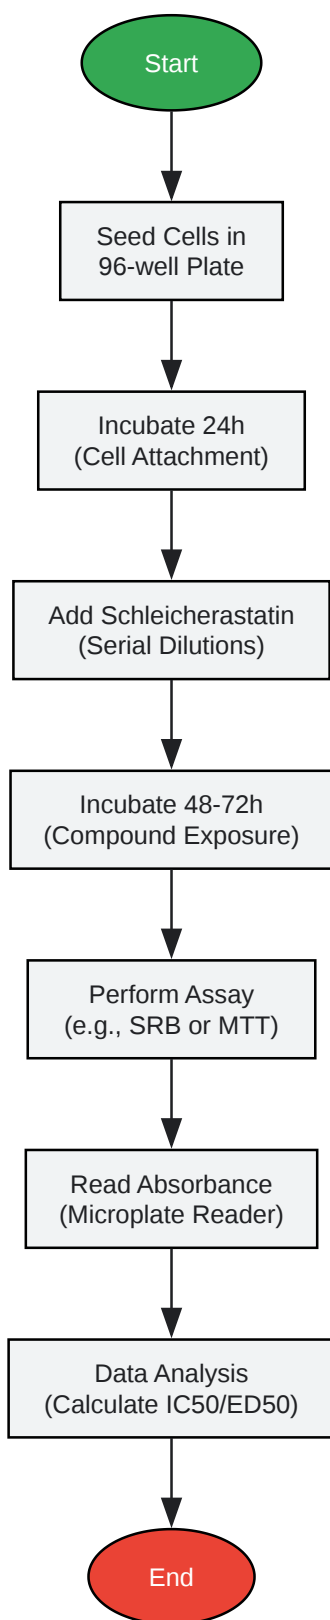 Start
Seed Cells in
96-well Plate
Incubate 24h
(Cell Attachment)
Add Schleicherastatin
(Serial Dilutions)
Incubate 48-72h
(Compound Exposure)
Perform Assay
(e.g., SRB or MTT)
Read Absorbance
(Microplate Reader)
Data Analysis
(Calculate IC50/ED50)
End